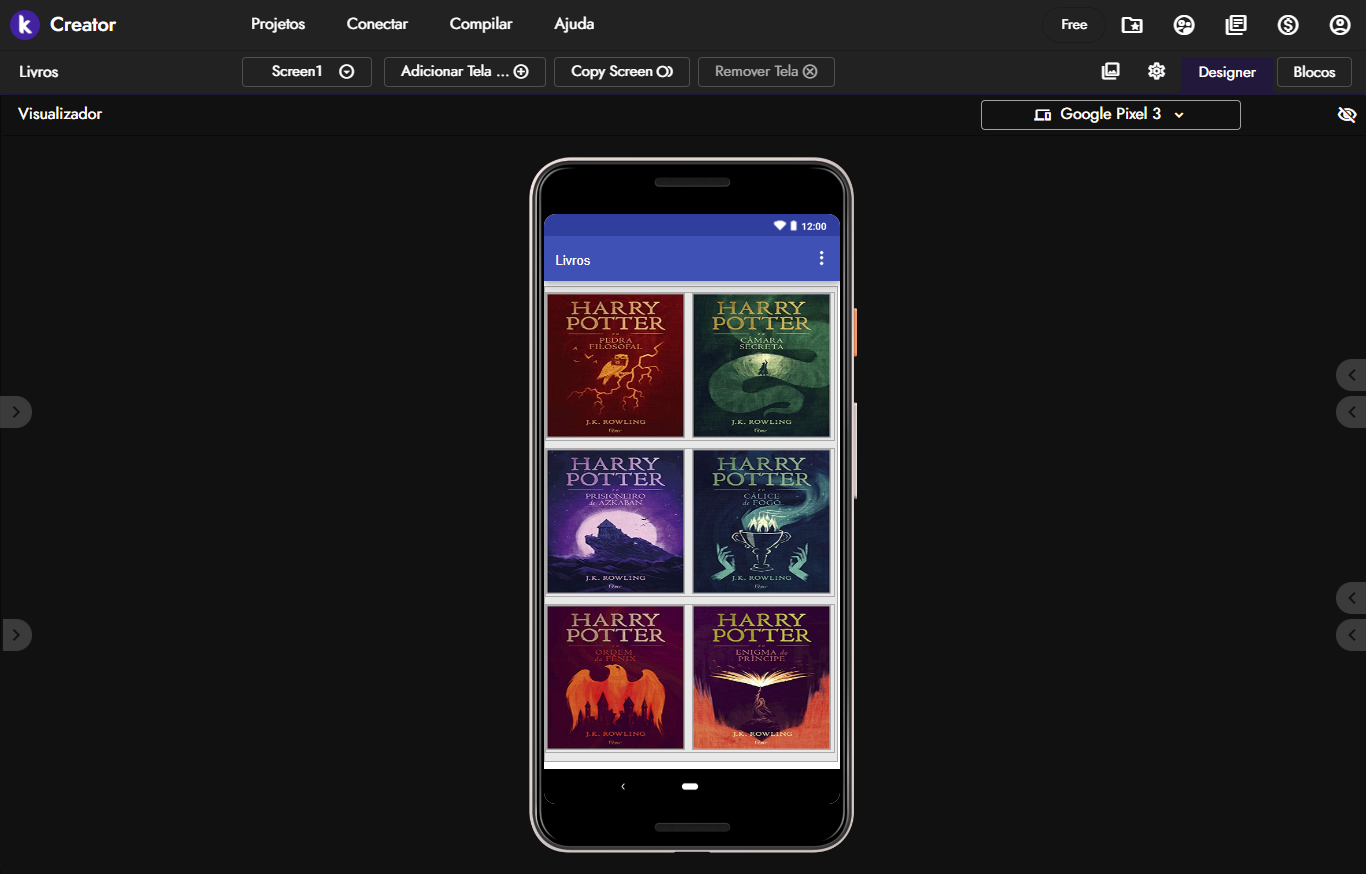 k Creator Projetos Conectar Compilar Ajuda Free
Livros Screen1 Adicionar Tela ... Copy Screen Remover Tela Designer Blocos
Visualizador Google Pixel 3
12:00
Livros
HARRY POTTER
e a
PEDRA
FILOSOFAL
J.K. ROWLING
HARRY POTTER
e a
CÂMARA
SECRETA
J.K. ROWLING
HARRY POTTER
e o
PRISIONEIRO
de AZKABAN
J.K. ROWLING
HARRY POTTER
e o
CÁLICE
de FOGO
J.K. ROWLING
HARRY POTTER
e a
ORDEM
da FÊNIX
J.K. ROWLING
HARRY POTTER
e o
ENIGMA do
PRÍNCIPE
J.K. ROWLING